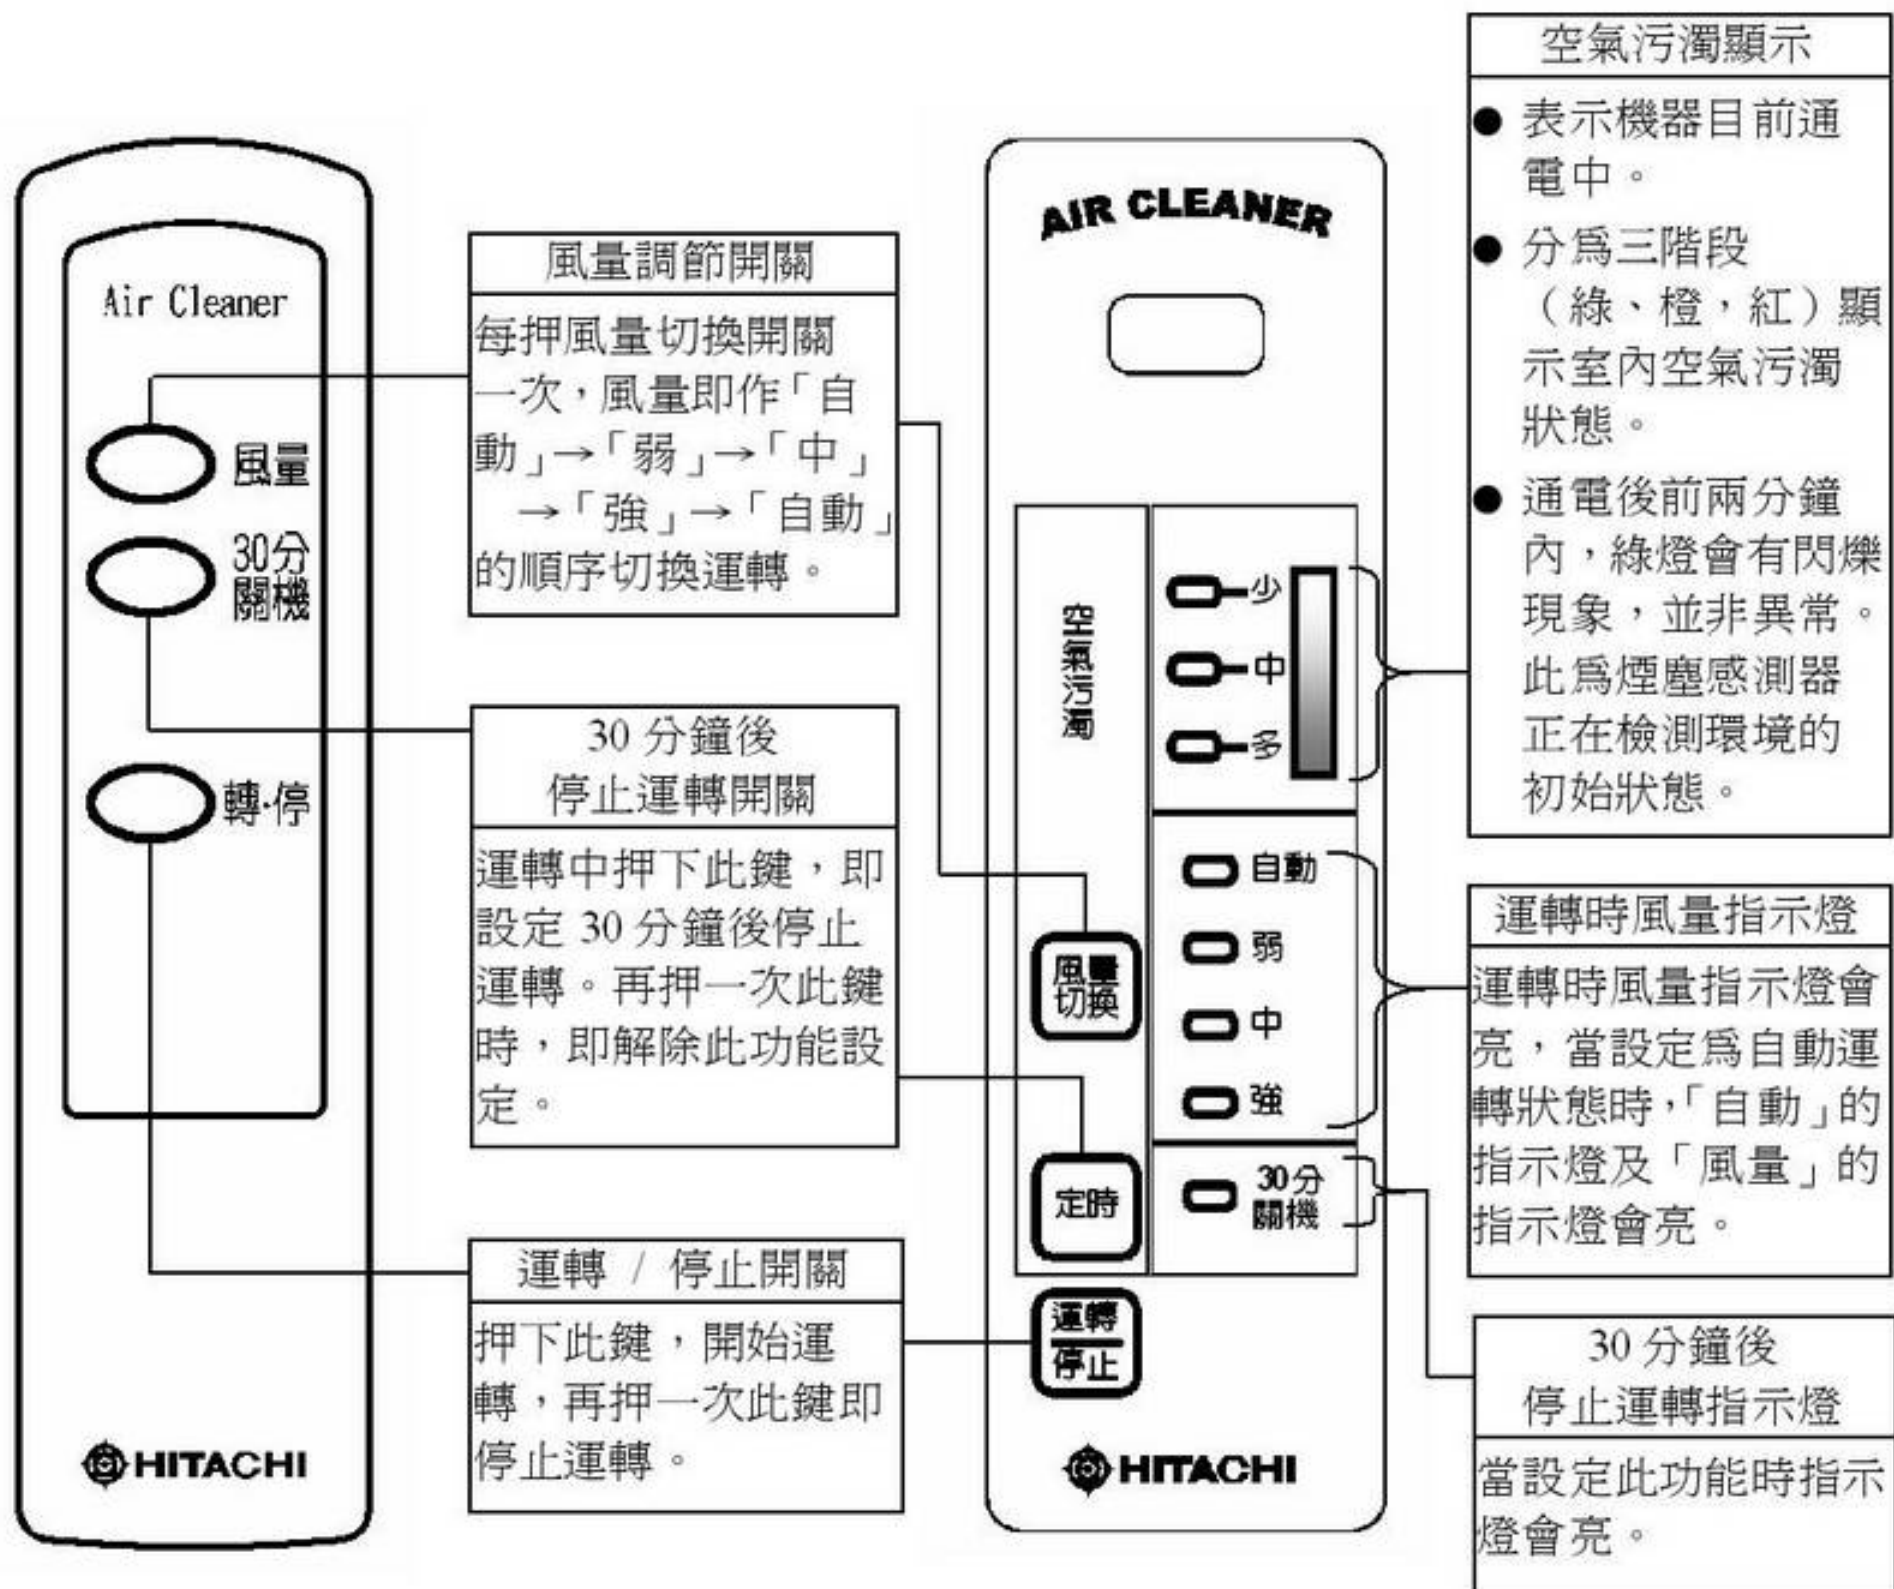 Air Cleaner
風量
30分
關機
轉·停
HITACHI
風量調節開關
每押風量切換開關
一次，風量即作「自
動」→「弱」→「中」
→「強」→「自動」
的順序切換運轉。
30 分鐘後
停止運轉開關
運轉中押下此鍵，即
設定 30 分鐘後停止
運轉。再押一次此鍵
時，即解除此功能設
定。
運轉 / 停止開關
押下此鍵，開始運
轉，再押一次此鍵即
停止運轉。
AIR CLEANER
空氣污濁
少
中
多
自動
弱
中
強
30分
關機
風量
切換
定時
運轉
停止
HITACHI
空氣污濁顯示
● 表示機器目前通
電中。
● 分爲三階段
（綠、橙，紅）顯
示室內空氣污濁
狀態。
● 通電後前兩分鐘
內，綠燈會有閃爍
現象，並非異常。
此爲煙塵感測器
正在檢測環境的
初始狀態。
運轉時風量指示燈
運轉時風量指示燈會
亮，當設定爲自動運
轉狀態時，「自動」的
指示燈及「風量」的
指示燈會亮。
30 分鐘後
停止運轉指示燈
當設定此功能時指示
燈會亮。